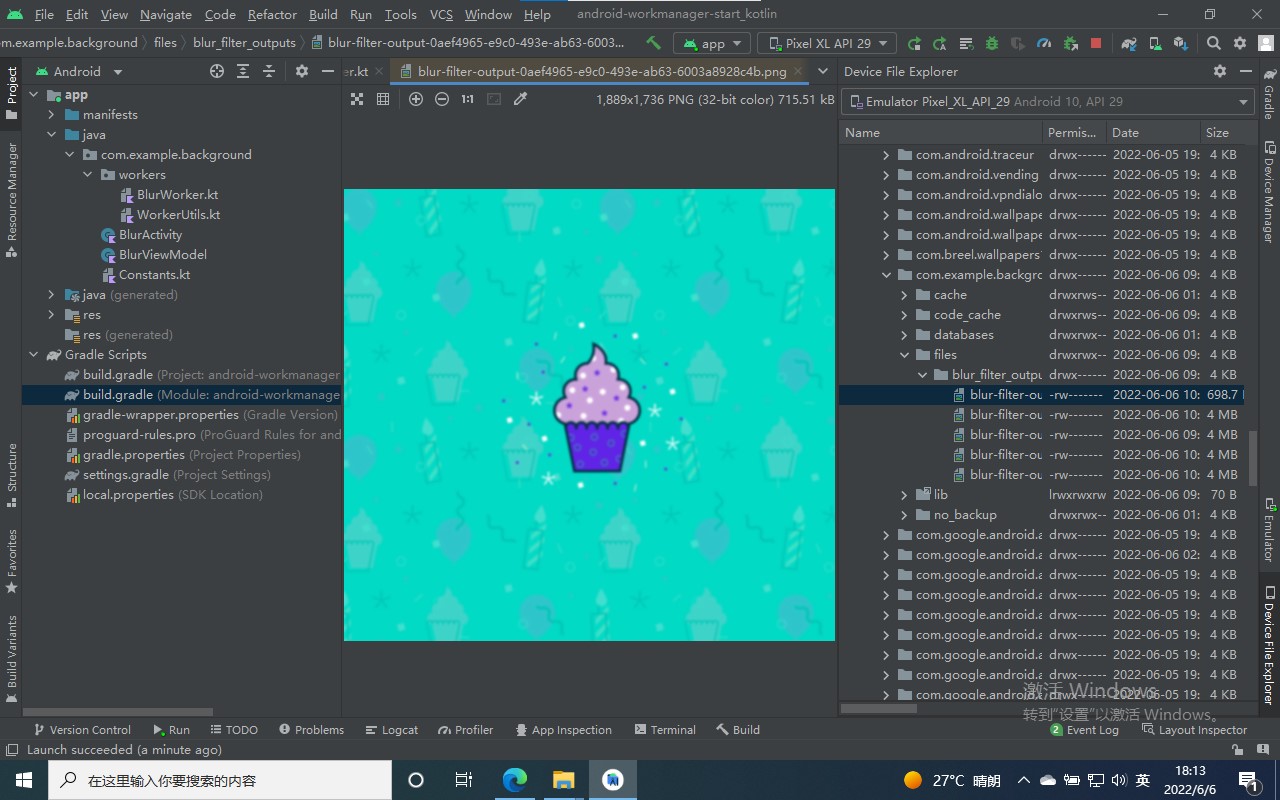 File Edit View Navigate Code Refactor Build Run Tools VCS Window Help android-workmanager-start_kotlin
m.example.background files blur_filter_outputs blur-filter-output-0aef4965-e9c0-493e-ab63-6003... app Pixel XL API 29
Android
er.kt blur-filter-output-0aef4965-e9c0-493e-ab63-6003a8928c4b.png
Device File Explorer
1:1 1,889x1,736 PNG (32-bit color) 715.51 kB
Emulator Pixel_XL_API_29 Android 10, API 29
Project
Resource Manager
Structure
Favorites
Build Variants
app
manifests
java
com.example.background
workers
BlurWorker.kt
WorkerUtils.kt
BlurActivity
BlurViewModel
Constants.kt
java (generated)
res
res (generated)
Gradle Scripts
build.gradle (Project: android-workmanager
build.gradle (Module: android-workmanage
gradle-wrapper.properties (Gradle Version)
proguard-rules.pro (ProGuard Rules for and
gradle.properties (Project Properties)
settings.gradle (Project Settings)
local.properties (SDK Location)
Name Permis... Date Size
com.android.traceur drwx------ 2022-06-05 19: 4 KB
com.android.vending drwx------ 2022-06-05 19: 4 KB
com.android.vpndialo drwx------ 2022-06-05 19: 4 KB
com.android.wallpape drwx------ 2022-06-05 19: 4 KB
com.android.wallpape drwx------ 2022-06-05 19: 4 KB
com.breel.wallpapers drwx------ 2022-06-05 19: 4 KB
com.example.backgrc drwx------ 2022-06-06 09: 4 KB
cache drwxrws-- 2022-06-06 01: 4 KB
code_cache drwxrws-- 2022-06-06 09: 4 KB
databases drwxrwx-- 2022-06-06 01: 4 KB
files drwxrwx-- 2022-06-06 09: 4 KB
blur_filter_outpu drwx------ 2022-06-06 10: 4 KB
blur-filter-ou -rw------- 2022-06-06 10: 698.7
blur-filter-ou -rw------- 2022-06-06 10: 4 MB
blur-filter-ou -rw------- 2022-06-06 09: 4 MB
blur-filter-ou -rw------- 2022-06-06 10: 4 MB
blur-filter-ou -rw------- 2022-06-06 10: 4 MB
lib lrwxrwxrw 2022-06-06 09: 70 B
no_backup drwxrwx-- 2022-06-06 01: 4 KB
com.google.android.a drwx------ 2022-06-05 19: 4 KB
com.google.android.e drwx------ 2022-06-06 02: 4 KB
com.google.android.a drwx------ 2022-06-05 19: 4 KB
com.google.android.a drwx------ 2022-06-05 19: 4 KB
com.google.android.a drwx------ 2022-06-05 19: 4 KB
com.google.android.a drwx------ 2022-06-05 19: 4 KB
com.google.android.a drwx------ 2022-06-05 19: 4 KB
com.google.android.a drwx------ 2022-06-05 19: 4 KB
com.google.android.a drwx------ 2022-06-05 19: 4 KB
Gradle
Device Manager
Emulator
Device File Explorer
激活 Windows
转到“设置”以激活 Windows。
Version Control Run TODO Problems Logcat Profiler App Inspection Terminal Build 2 Event Log Layout Inspector
Launch succeeded (a minute ago)
在这里输入你要搜索的内容
27°C 晴朗 英
18:13
2022/6/6
1